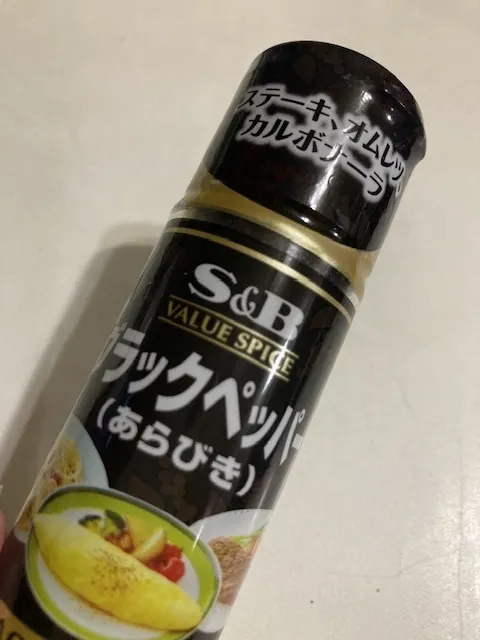 ステーキ、オムレツ、
カルボナーラ
S&B
VALUE SPICE
ブラックペッパー
(あらびき)